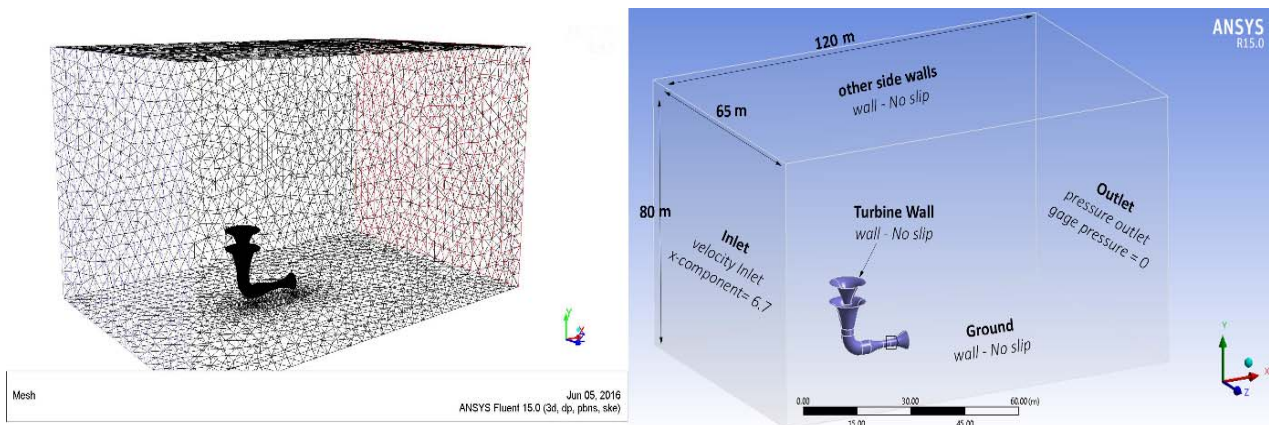 Y
X
Z
Mesh
Jun 05, 2016
ANSYS Fluent 15.0 (3d, dp, pbns, ske)
ANSYS
R15.0
120 m
other side walls
wall - No slip
65 m
80 m
Inlet
velocity Inlet
x-component= 6.7
Turbine Wall
wall - No slip
Outlet
pressure outlet
gage pressure = 0
Ground
wall - No slip
0.00
30.00
60.00 (m)
15.00
45.00
Y
X
Z